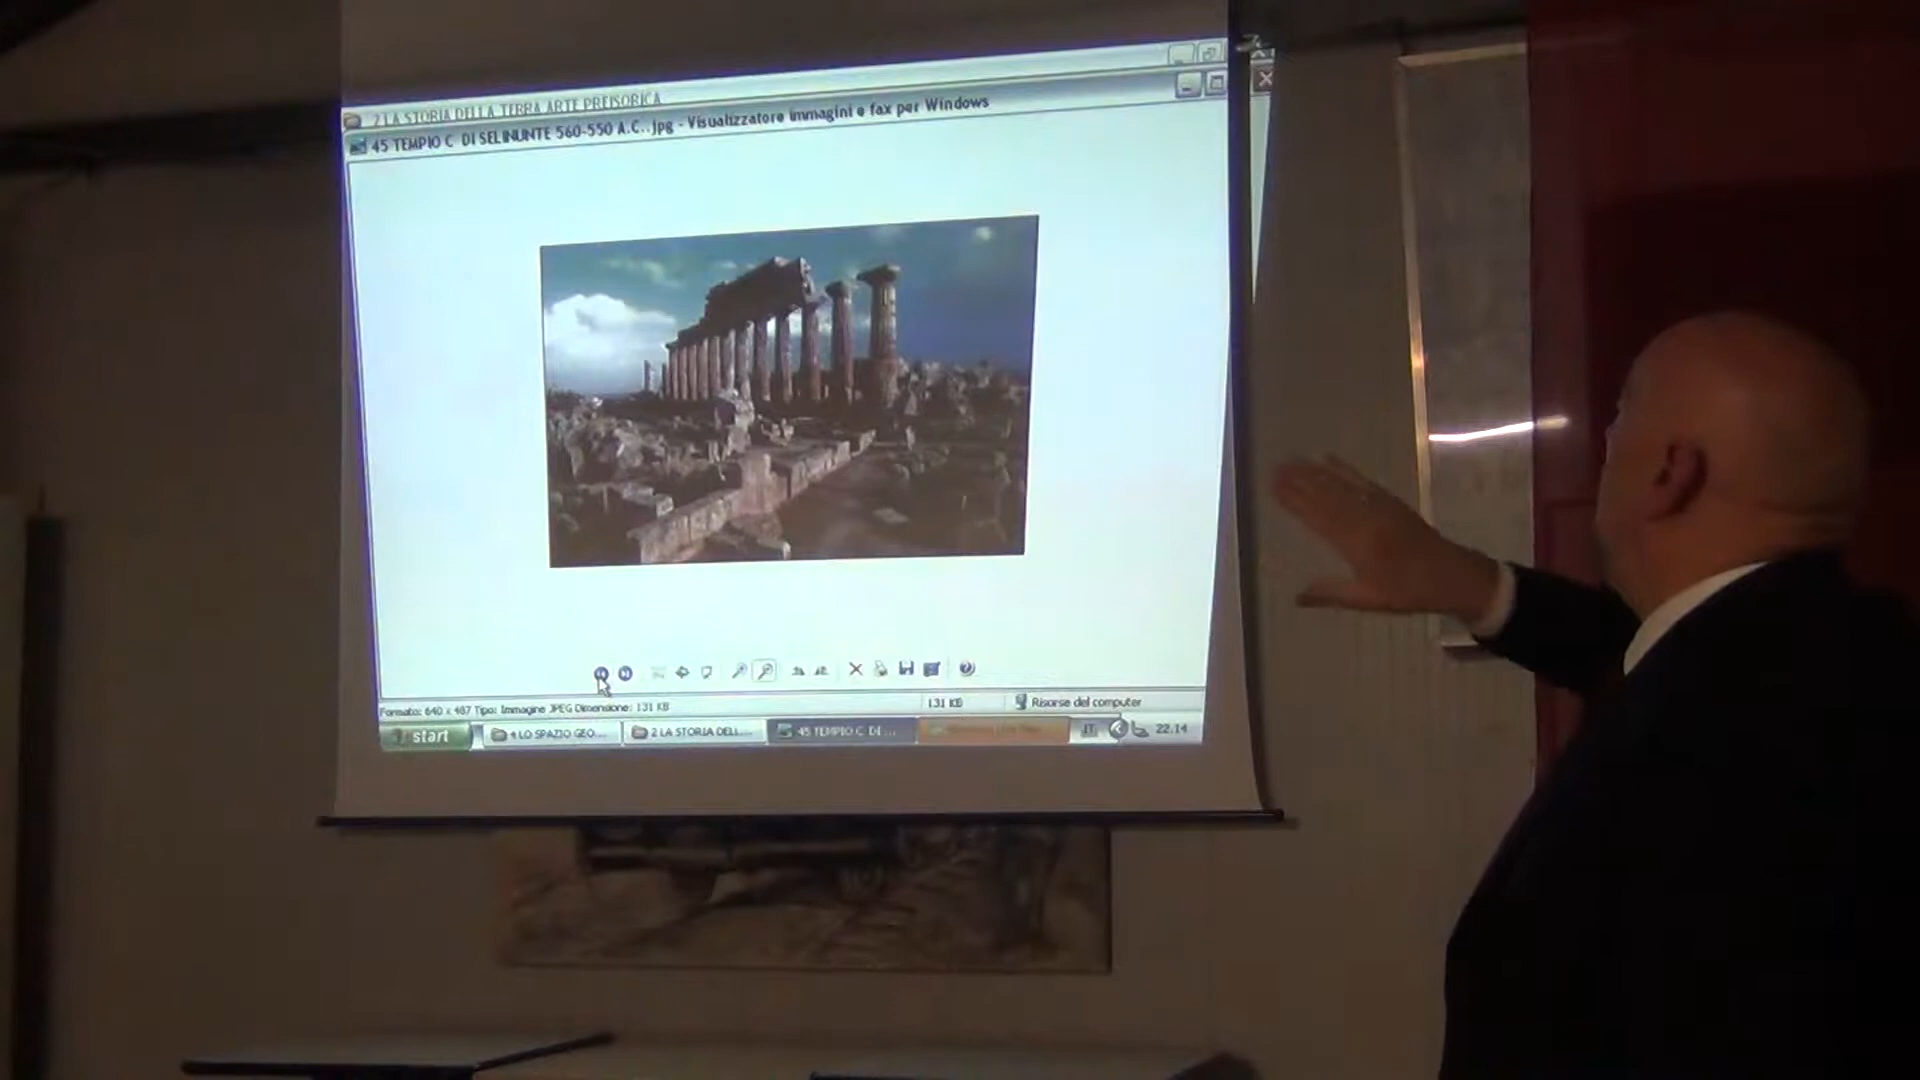 2 LA STORIA DELLA TERRA ARTE PREISORICA
45 TEMPIO C DI SELINUNTE 560-550 A.C..jpg - Visualizzatore immagini e fax per Windows
Formato: 640 x 487 Tipo: Immagine JPEG Dimensione: 131 KB
131 KB
Risorse del computer
start
4 LO SPAZIO GEO...
2 LA STORIA DELL...
45 TEMPIO C DI ...
IT
22.14